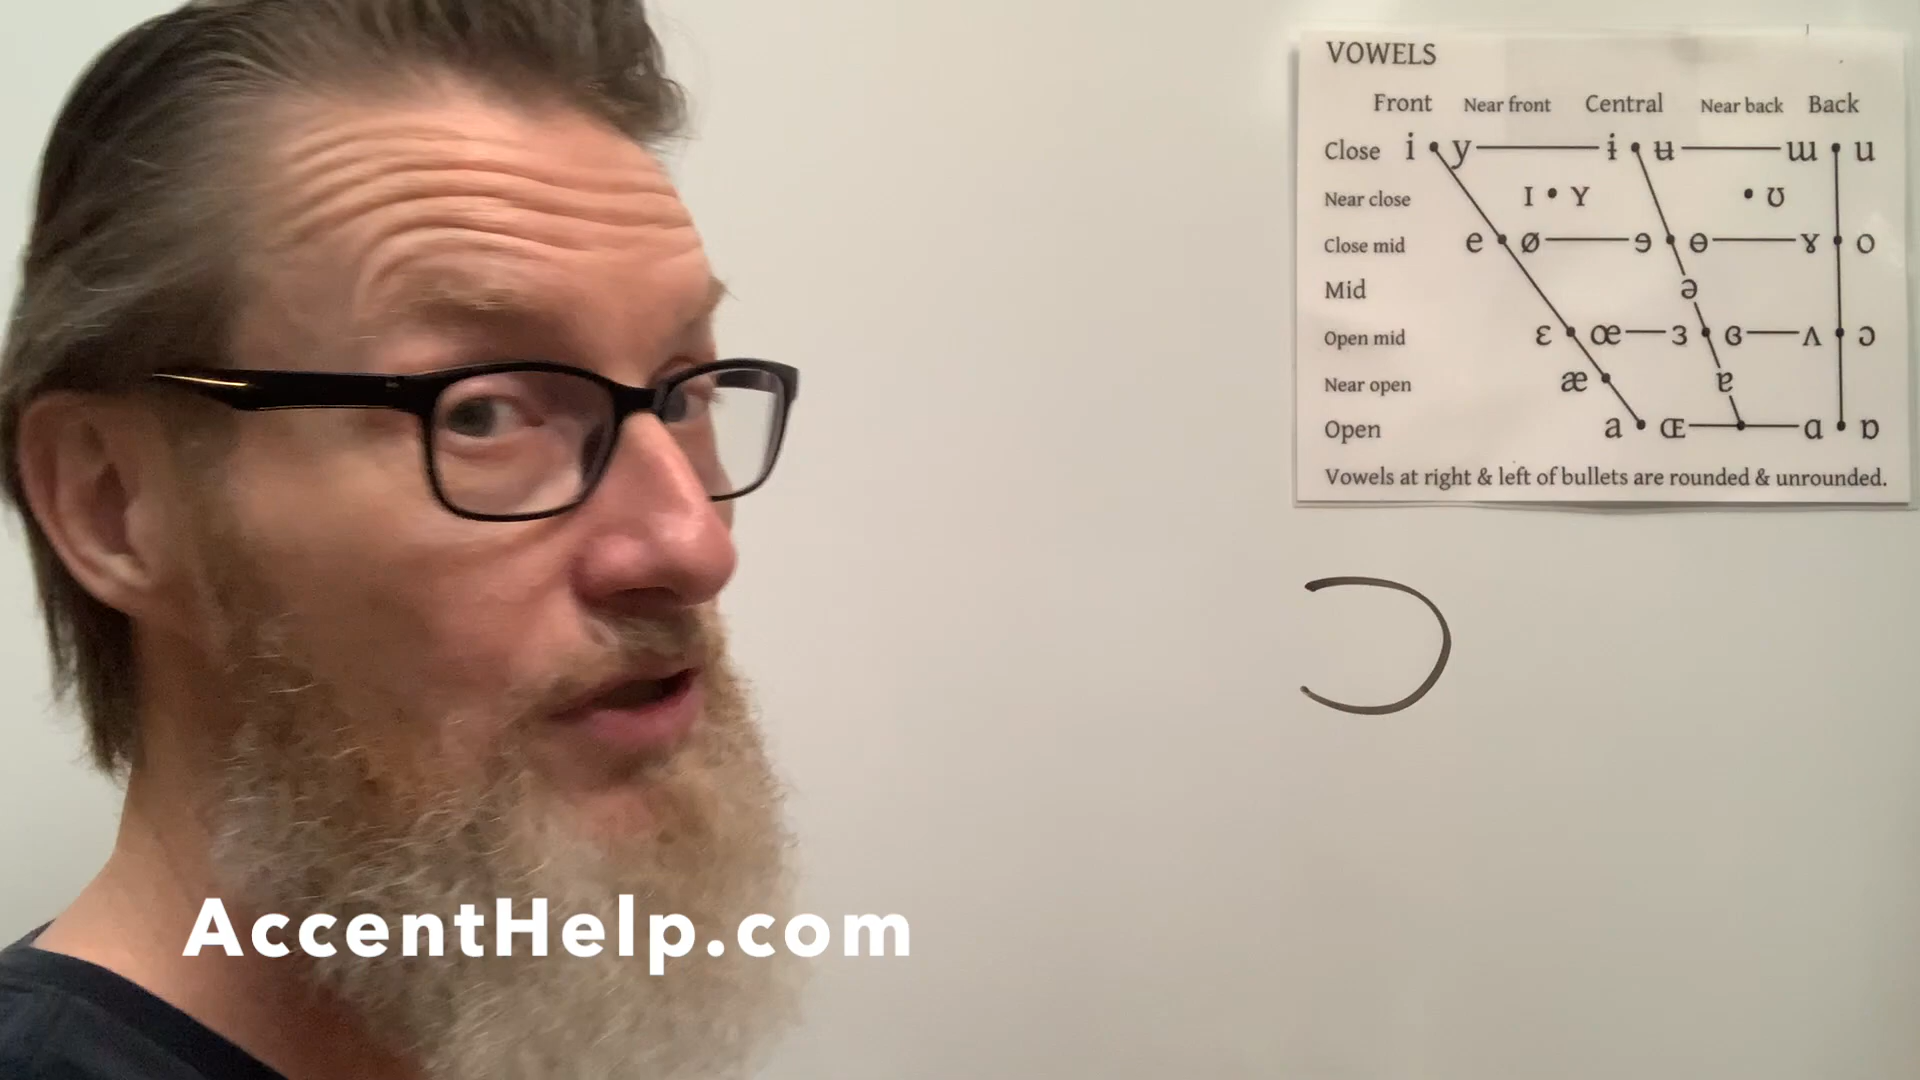 VOWELS
Front Near front Central Near back Back
Close i • y ɨ • ʉ ɯ • u
Near close ɪ • ʏ • ʊ
Close mid e • ø ɘ • ɵ ɤ • o
Mid ə
Open mid ɛ • œ ɜ • ɞ ʌ • ɔ
Near open æ • ɐ
Open a • ɶ • ɑ • ɒ
Vowels at right & left of bullets are rounded & unrounded.
ɔ
AccentHelp.com